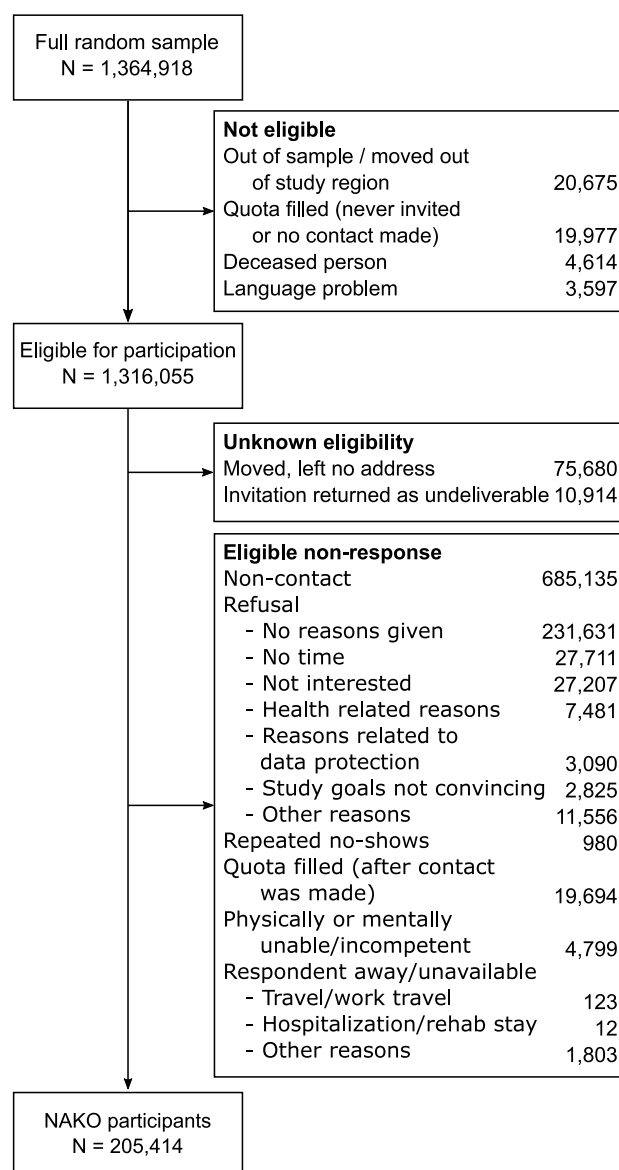 Full random sample
N = 1,364,918
Not eligible
Out of sample / moved out
of study region 20,675
Quota filled (never invited
or no contact made) 19,977
Deceased person 4,614
Language problem 3,597
Eligible for participation
N = 1,316,055
Unknown eligibility
Moved, left no address 75,680
Invitation returned as undeliverable 10,914
Eligible non-response
Non-contact 685,135
Refusal
- No reasons given 231,631
- No time 27,711
- Not interested 27,207
- Health related reasons 7,481
- Reasons related to
data protection 3,090
- Study goals not convincing 2,825
- Other reasons 11,556
Repeated no-shows 980
Quota filled (after contact
was made) 19,694
Physically or mentally
unable/incompetent 4,799
Respondent away/unavailable
- Travel/work travel 123
- Hospitalization/rehab stay 12
- Other reasons 1,803
NAKO participants
N = 205,414